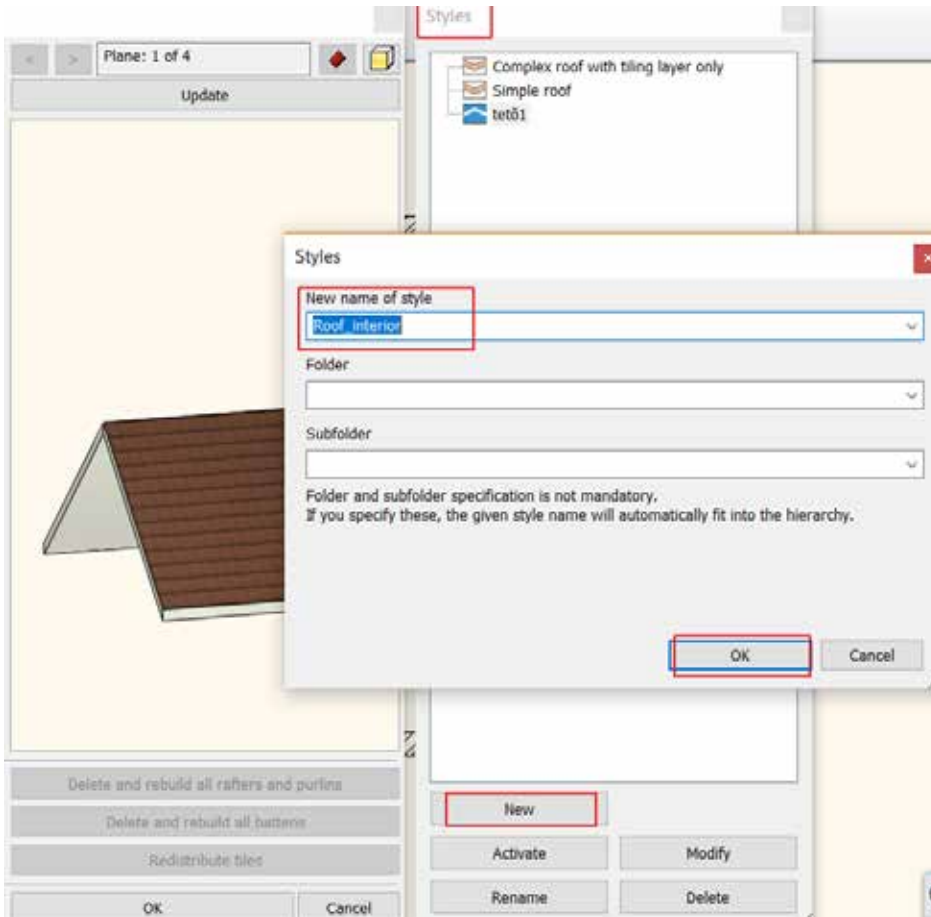 Styles
< > Plane: 1 of 4
Update
Complex roof with tiling layer only
Simple roof
tető1
Styles
New name of style
Roof_interior
Folder
Subfolder
Folder and subfolder specification is not mandatory.
If you specify these, the given style name will automatically fit into the hierarchy.
OK Cancel
Delete and rebuild all rafters and purlins
Delete and rebuild all battens
Redistribute tiles
OK Cancel
New
Activate Modify
Rename Delete